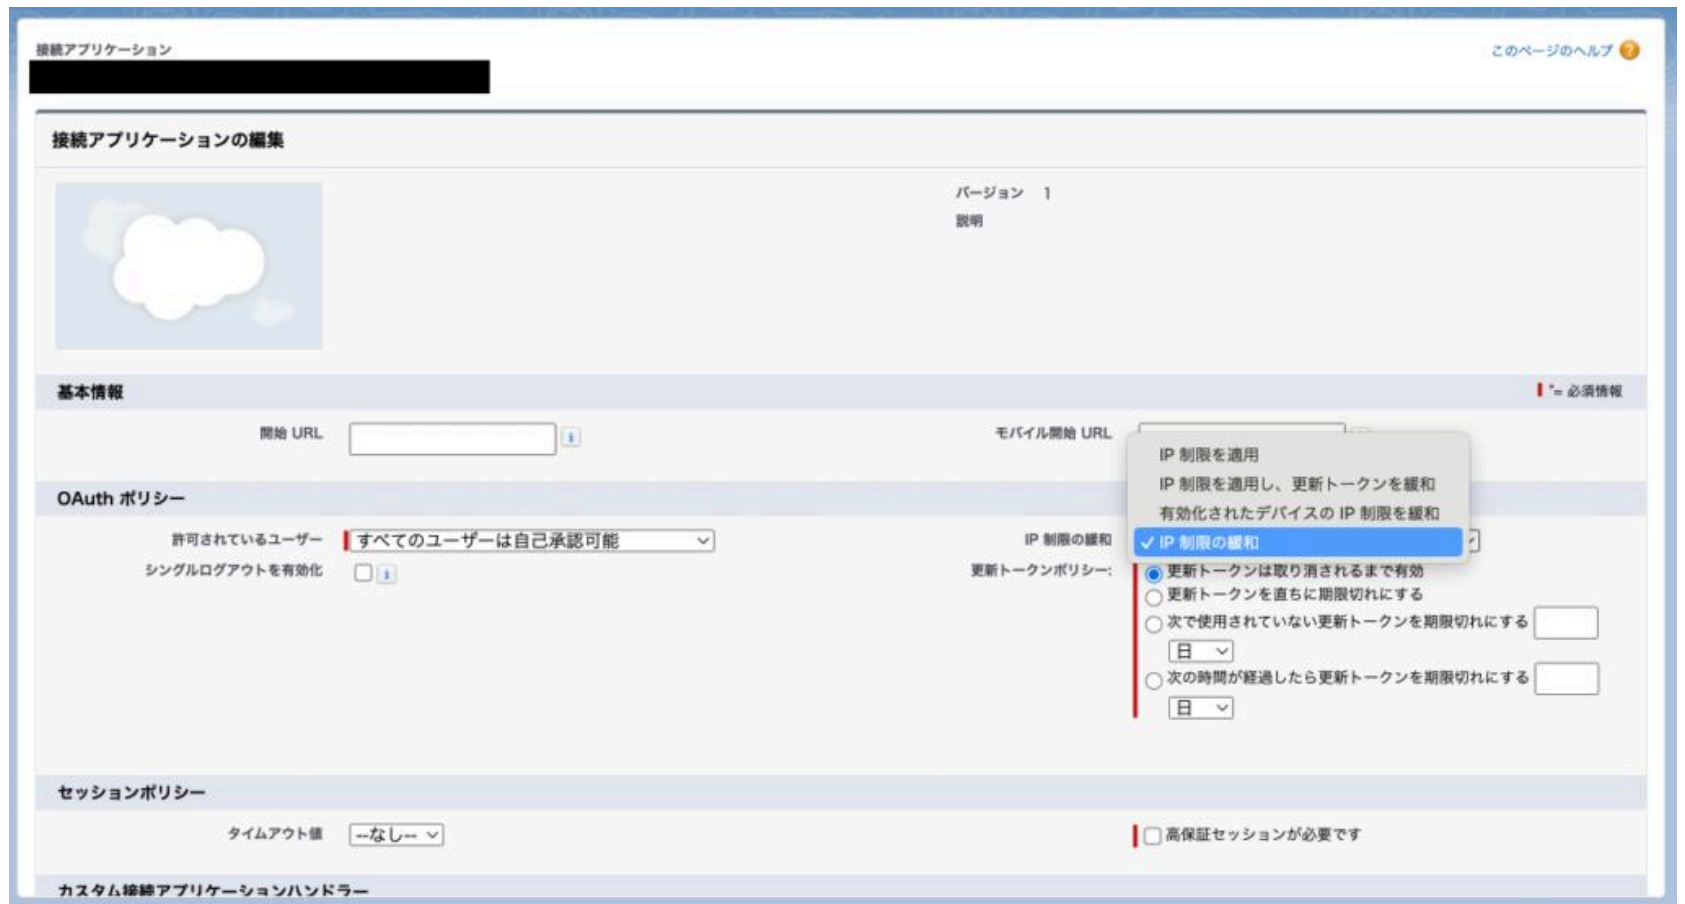 接続アプリケーション
このページのヘルプ
接続アプリケーションの編集
バージョン 1
説明
基本情報
*= 必須情報
開始 URL
モバイル開始 URL
IP 制限を適用
IP 制限を適用し、更新トークンを緩和
有効化されたデバイスの IP 制限を緩和
✓ IP 制限の緩和
OAuth ポリシー
許可されているユーザー すべてのユーザーは自己承認可能
IP 制限の緩和
シングルログアウトを有効化
更新トークンポリシー:
更新トークンは取り消されるまで有効
更新トークンを直ちに期限切れにする
次で使用されていない更新トークンを期限切れにする
日
次の時間が経過したら更新トークンを期限切れにする
日
セッションポリシー
タイムアウト値 --なし--
高保証セッションが必要です
カスタム接続アプリケーションハンドラー